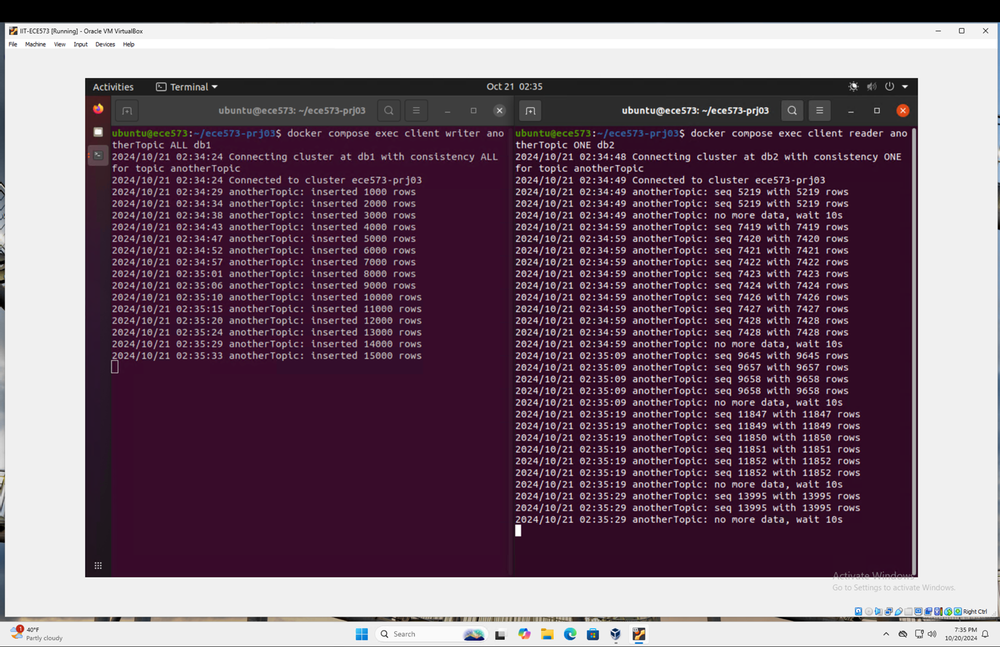 IIT-ECE573 [Running] - Oracle VM VirtualBox
File Machine View Input Devices Help
Activities Terminal Oct 21 02:35
ubuntu@ece573: ~/ece573-prj03
ubuntu@ece573:~/ece573-prj03$ docker compose exec client writer ano
therTopic ALL db1
2024/10/21 02:34:24 Connecting cluster at db1 with consistency ALL
for topic anotherTopic
2024/10/21 02:34:24 Connected to cluster ece573-prj03
2024/10/21 02:34:29 anotherTopic: inserted 1000 rows
2024/10/21 02:34:34 anotherTopic: inserted 2000 rows
2024/10/21 02:34:38 anotherTopic: inserted 3000 rows
2024/10/21 02:34:43 anotherTopic: inserted 4000 rows
2024/10/21 02:34:47 anotherTopic: inserted 5000 rows
2024/10/21 02:34:52 anotherTopic: inserted 6000 rows
2024/10/21 02:34:57 anotherTopic: inserted 7000 rows
2024/10/21 02:35:01 anotherTopic: inserted 8000 rows
2024/10/21 02:35:06 anotherTopic: inserted 9000 rows
2024/10/21 02:35:10 anotherTopic: inserted 10000 rows
2024/10/21 02:35:15 anotherTopic: inserted 11000 rows
2024/10/21 02:35:20 anotherTopic: inserted 12000 rows
2024/10/21 02:35:24 anotherTopic: inserted 13000 rows
2024/10/21 02:35:29 anotherTopic: inserted 14000 rows
2024/10/21 02:35:33 anotherTopic: inserted 15000 rows
ubuntu@ece573: ~/ece573-prj03
ubuntu@ece573:~/ece573-prj03$ docker compose exec client reader ano
therTopic ONE db2
2024/10/21 02:34:48 Connecting cluster at db2 with consistency ONE
for topic anotherTopic
2024/10/21 02:34:49 Connected to cluster ece573-prj03
2024/10/21 02:34:49 anotherTopic: seq 5219 with 5219 rows
2024/10/21 02:34:49 anotherTopic: seq 5219 with 5219 rows
2024/10/21 02:34:49 anotherTopic: no more data, wait 10s
2024/10/21 02:34:59 anotherTopic: seq 7419 with 7419 rows
2024/10/21 02:34:59 anotherTopic: seq 7420 with 7420 rows
2024/10/21 02:34:59 anotherTopic: seq 7421 with 7421 rows
2024/10/21 02:34:59 anotherTopic: seq 7422 with 7422 rows
2024/10/21 02:34:59 anotherTopic: seq 7423 with 7423 rows
2024/10/21 02:34:59 anotherTopic: seq 7424 with 7424 rows
2024/10/21 02:34:59 anotherTopic: seq 7426 with 7426 rows
2024/10/21 02:34:59 anotherTopic: seq 7427 with 7427 rows
2024/10/21 02:34:59 anotherTopic: seq 7428 with 7428 rows
2024/10/21 02:34:59 anotherTopic: seq 7428 with 7428 rows
2024/10/21 02:34:59 anotherTopic: no more data, wait 10s
2024/10/21 02:35:09 anotherTopic: seq 9645 with 9645 rows
2024/10/21 02:35:09 anotherTopic: seq 9657 with 9657 rows
2024/10/21 02:35:09 anotherTopic: seq 9658 with 9658 rows
2024/10/21 02:35:09 anotherTopic: seq 9658 with 9658 rows
2024/10/21 02:35:09 anotherTopic: no more data, wait 10s
2024/10/21 02:35:19 anotherTopic: seq 11847 with 11847 rows
2024/10/21 02:35:19 anotherTopic: seq 11849 with 11849 rows
2024/10/21 02:35:19 anotherTopic: seq 11850 with 11850 rows
2024/10/21 02:35:19 anotherTopic: seq 11851 with 11851 rows
2024/10/21 02:35:19 anotherTopic: seq 11852 with 11852 rows
2024/10/21 02:35:19 anotherTopic: seq 11852 with 11852 rows
2024/10/21 02:35:19 anotherTopic: no more data, wait 10s
2024/10/21 02:35:29 anotherTopic: seq 13995 with 13995 rows
2024/10/21 02:35:29 anotherTopic: seq 13995 with 13995 rows
2024/10/21 02:35:29 anotherTopic: no more data, wait 10s
Activate Windows
Go to Settings to activate Windows.
Right Ctrl
1
40°F
Partly cloudy
Search
7:35 PM
10/20/2024